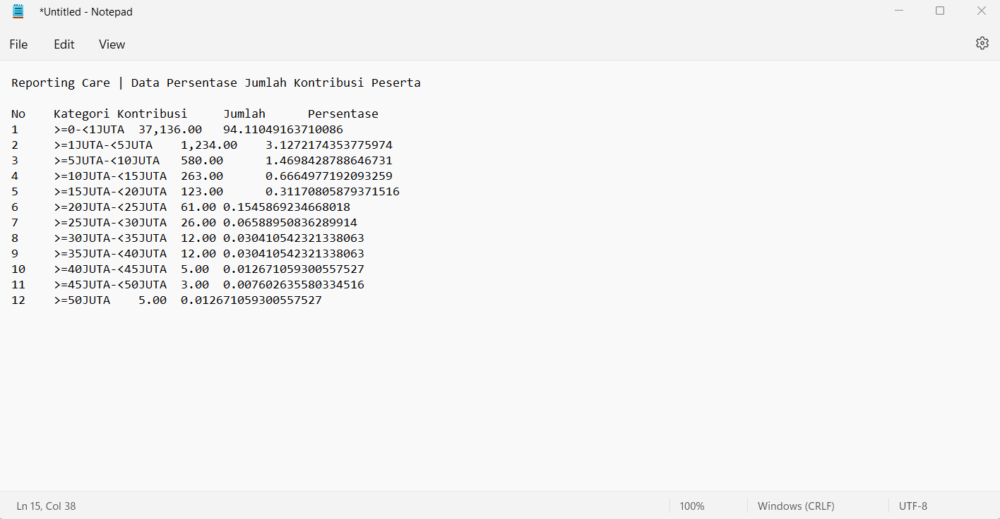 *Untitled - Notepad
File Edit View
Reporting Care | Data Persentase Jumlah Kontribusi Peserta
No Kategori Kontribusi Jumlah Persentase
1 >=0-<1JUTA 37,136.00 94.11049163710086
2 >=1JUTA-<5JUTA 1,234.00 3.1272174353775974
3 >=5JUTA-<10JUTA 580.00 1.4698428788646731
4 >=10JUTA-<15JUTA 263.00 0.6664977192093259
5 >=15JUTA-<20JUTA 123.00 0.31170805879371516
6 >=20JUTA-<25JUTA 61.00 0.1545869234668018
7 >=25JUTA-<30JUTA 26.00 0.06588950836289914
8 >=30JUTA-<35JUTA 12.00 0.030410542321338063
9 >=35JUTA-<40JUTA 12.00 0.030410542321338063
10 >=40JUTA-<45JUTA 5.00 0.012671059300557527
11 >=45JUTA-<50JUTA 3.00 0.007602635580334516
12 >=50JUTA 5.00 0.012671059300557527
Ln 15, Col 38 100% Windows (CRLF) UTF-8